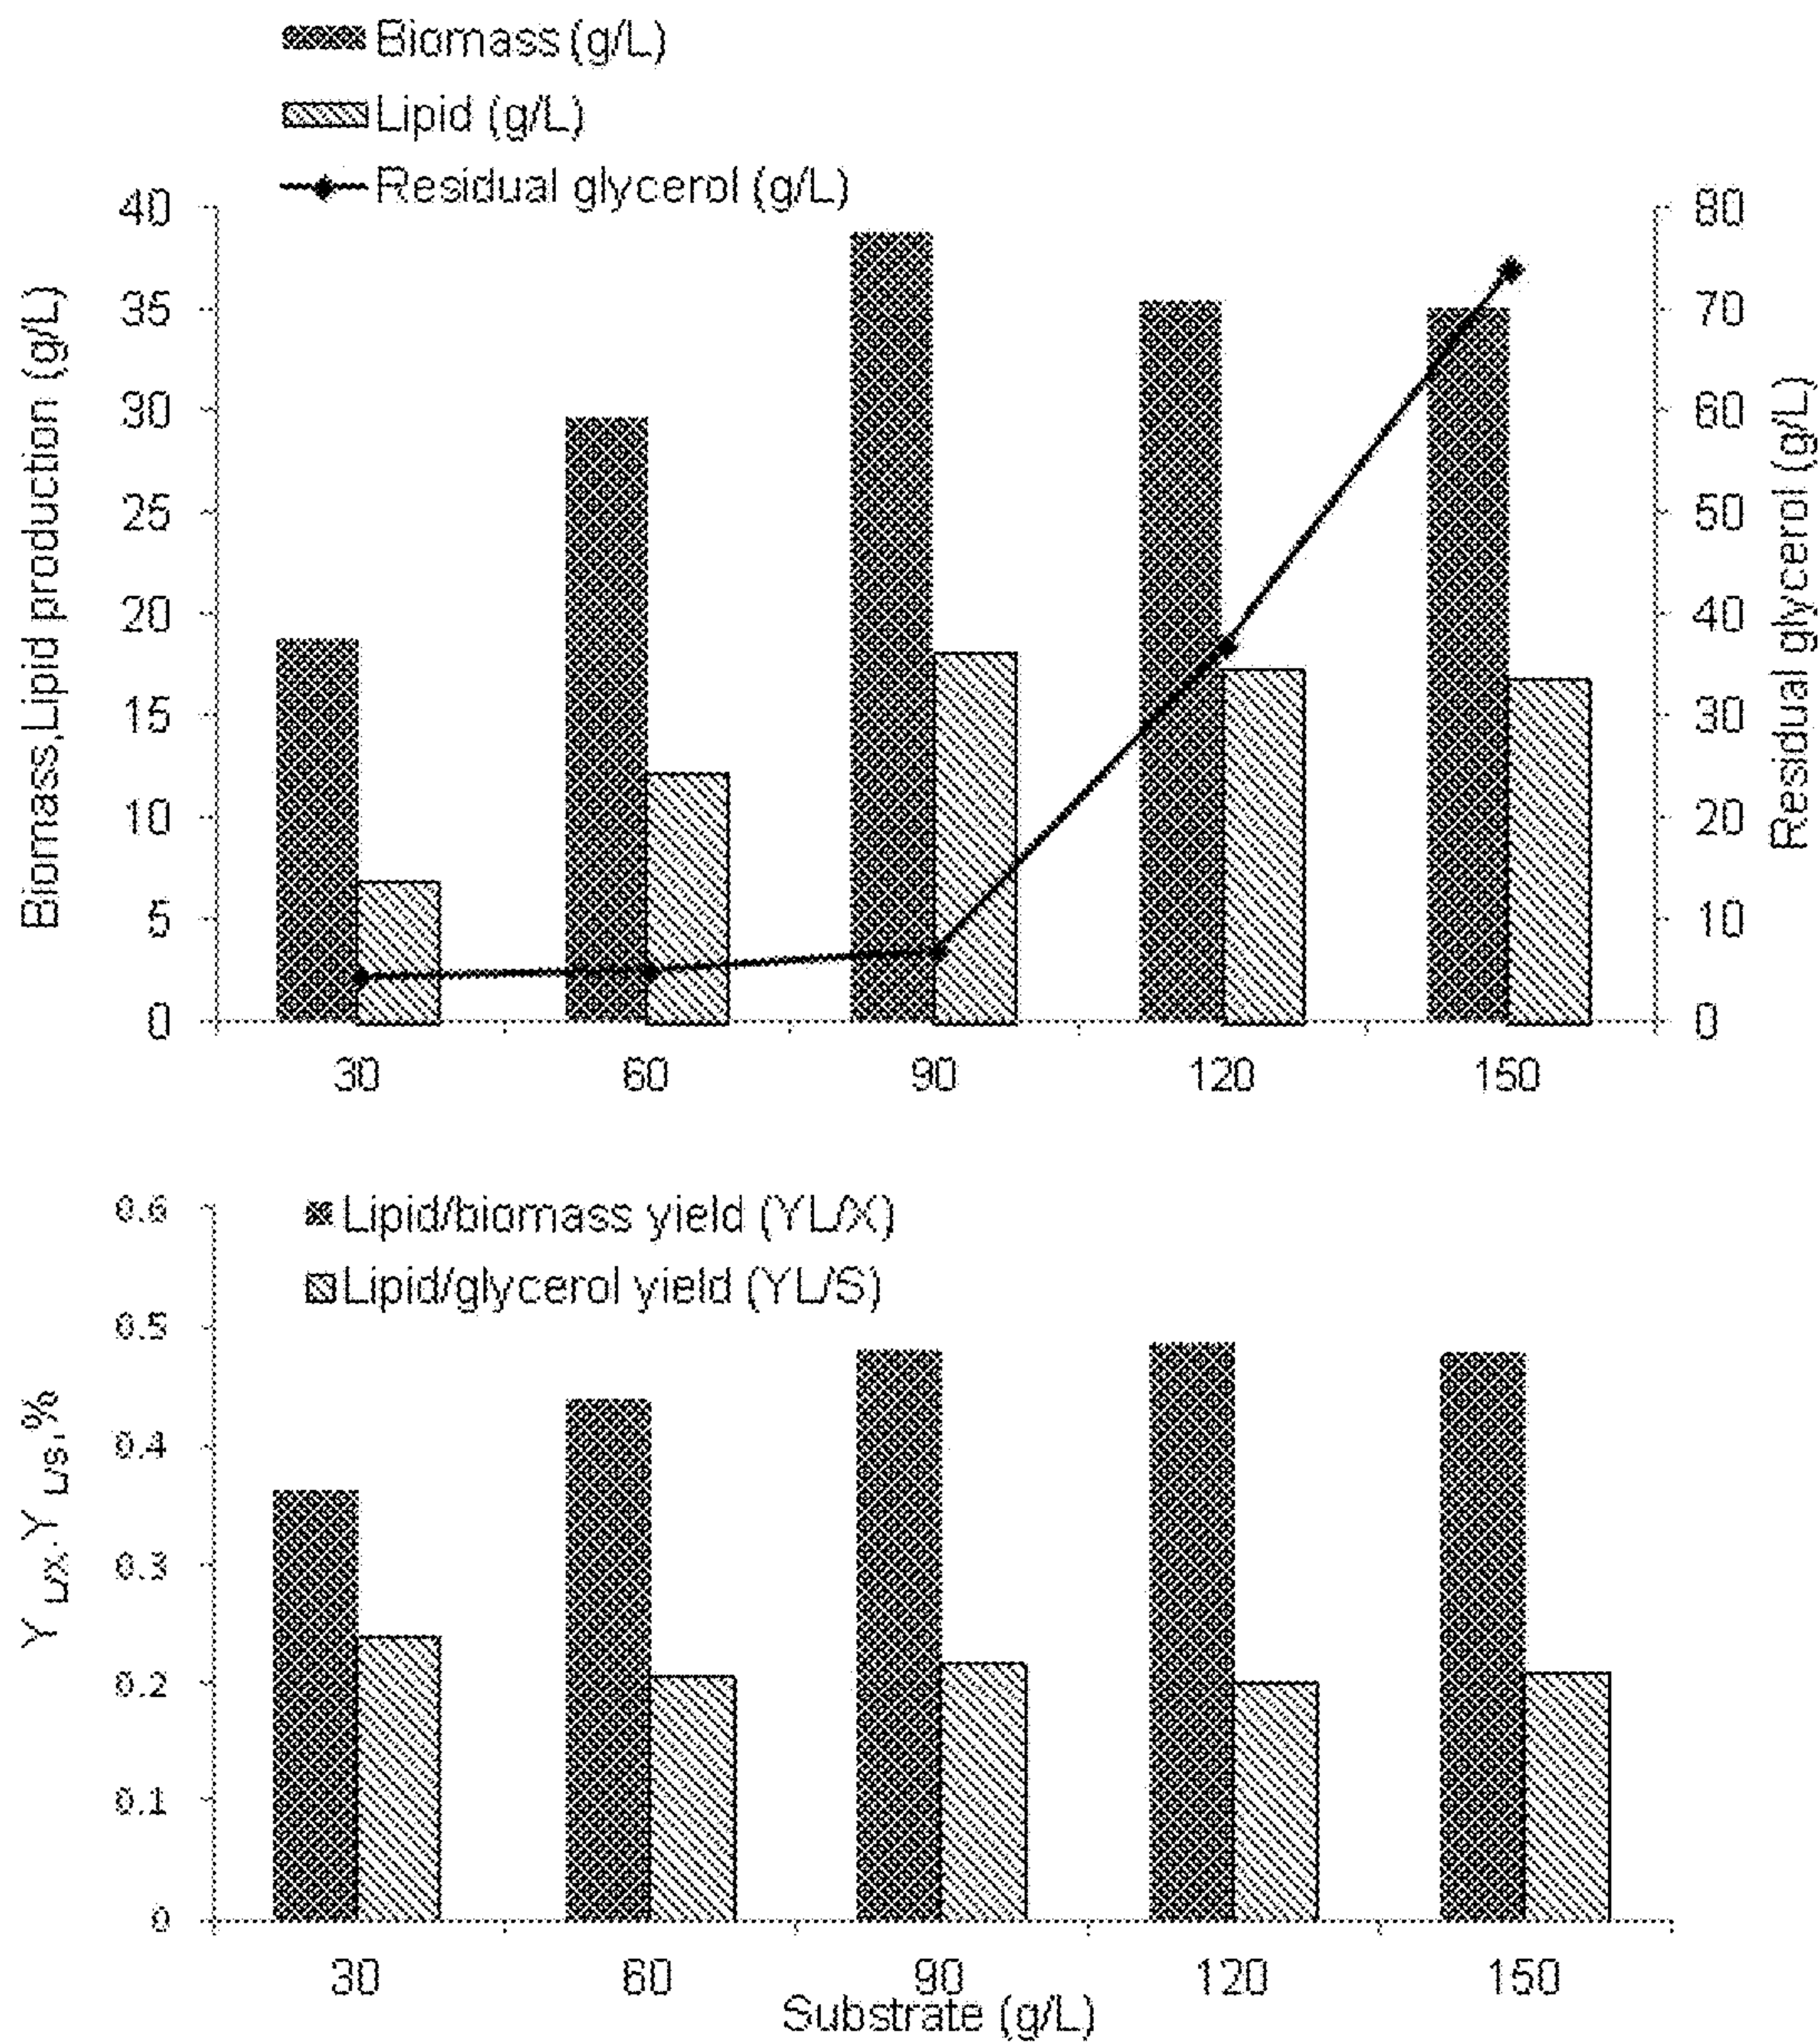 Biomass (g/L)
Lipid (g/L)
Residual glycerol (g/L)
Biomass,Lipid production (g/L)
40
35
30
25
20
15
10
5
0
80
70
60
50
40
30
20
10
0
Residual glycerol (g/L)
30 60 90 120 150
Lipid/biomass yield (YL/X)
Lipid/glycerol yield (YL/S)
Y L/X, Y L/S, %
0.6
0.5
0.4
0.3
0.2
0.1
0
30 60 90 120 150
Substrate (g/L)